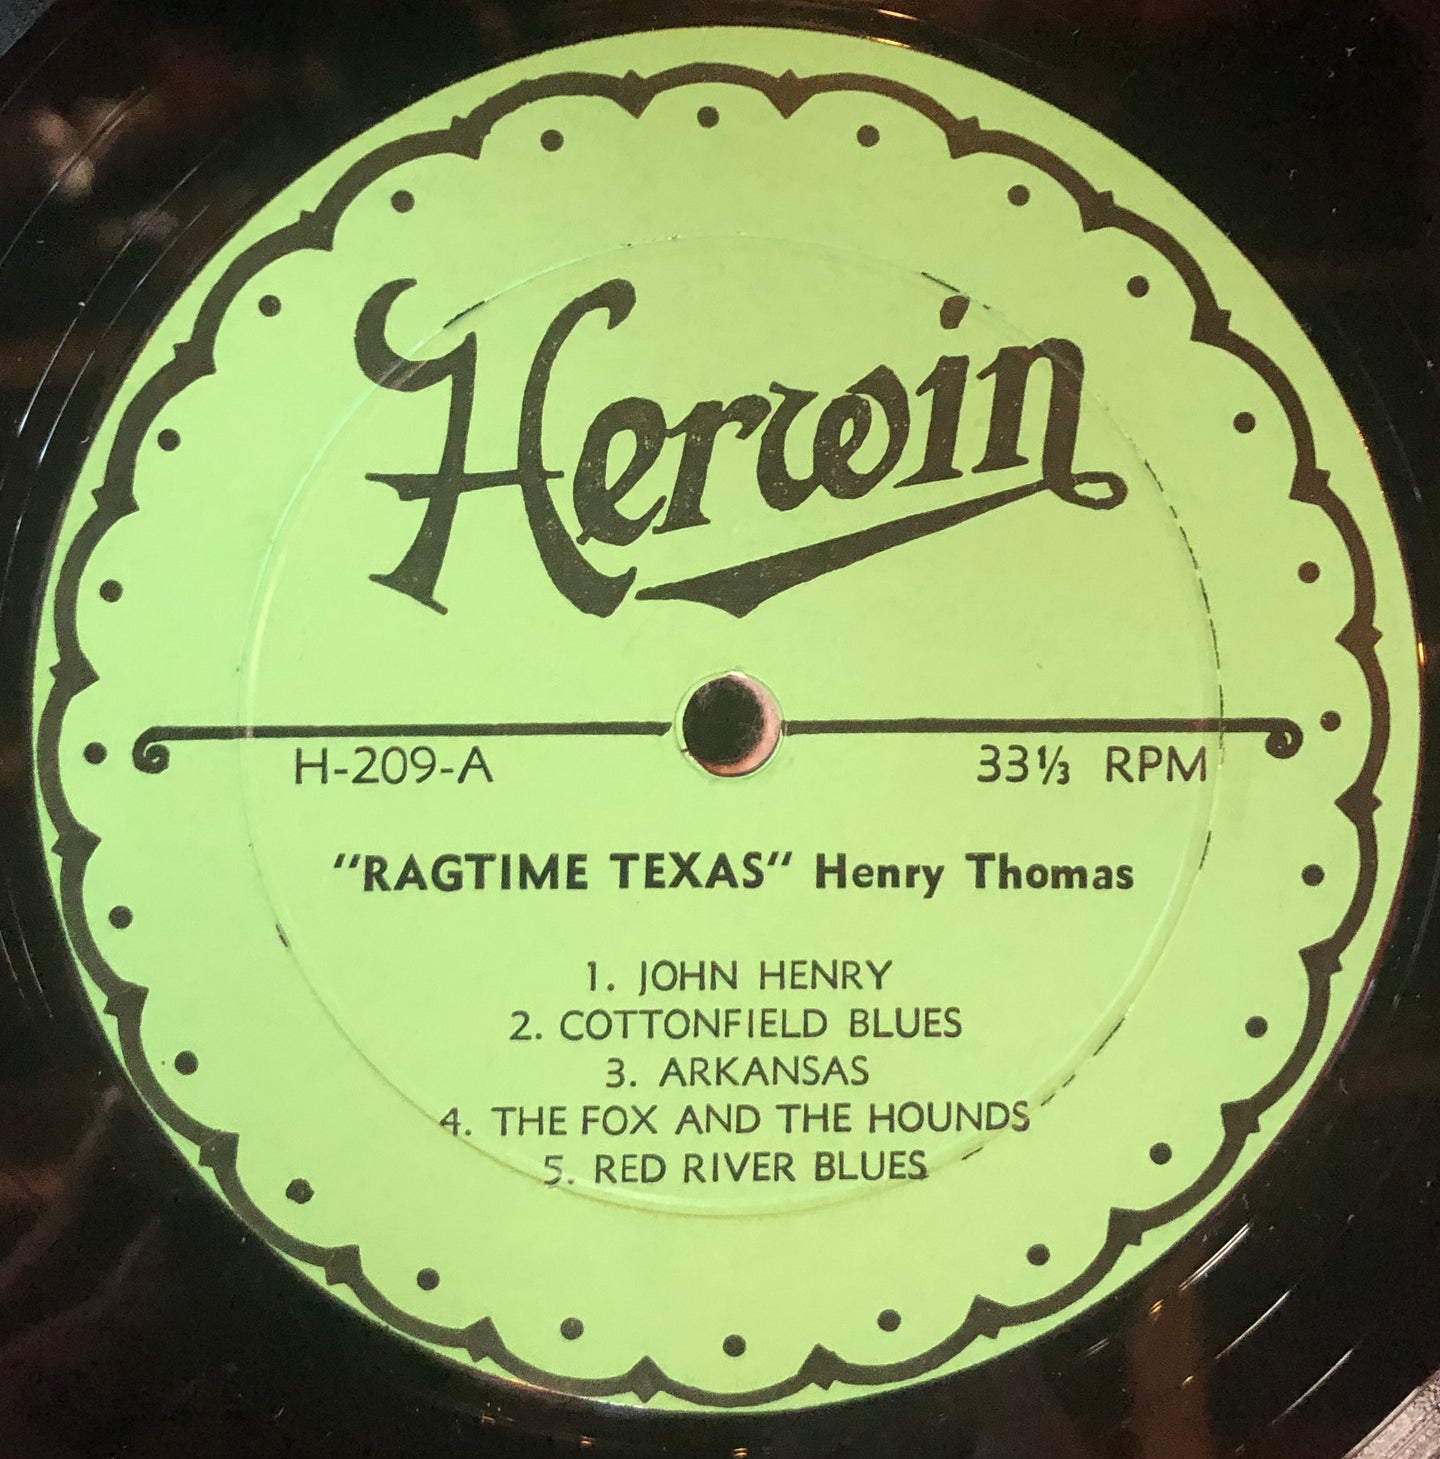 Herwin
H-209-A 33⅓ RPM
"RAGTIME TEXAS" Henry Thomas
1. JOHN HENRY
2. COTTONFIELD BLUES
3. ARKANSAS
4. THE FOX AND THE HOUNDS
5. RED RIVER BLUES